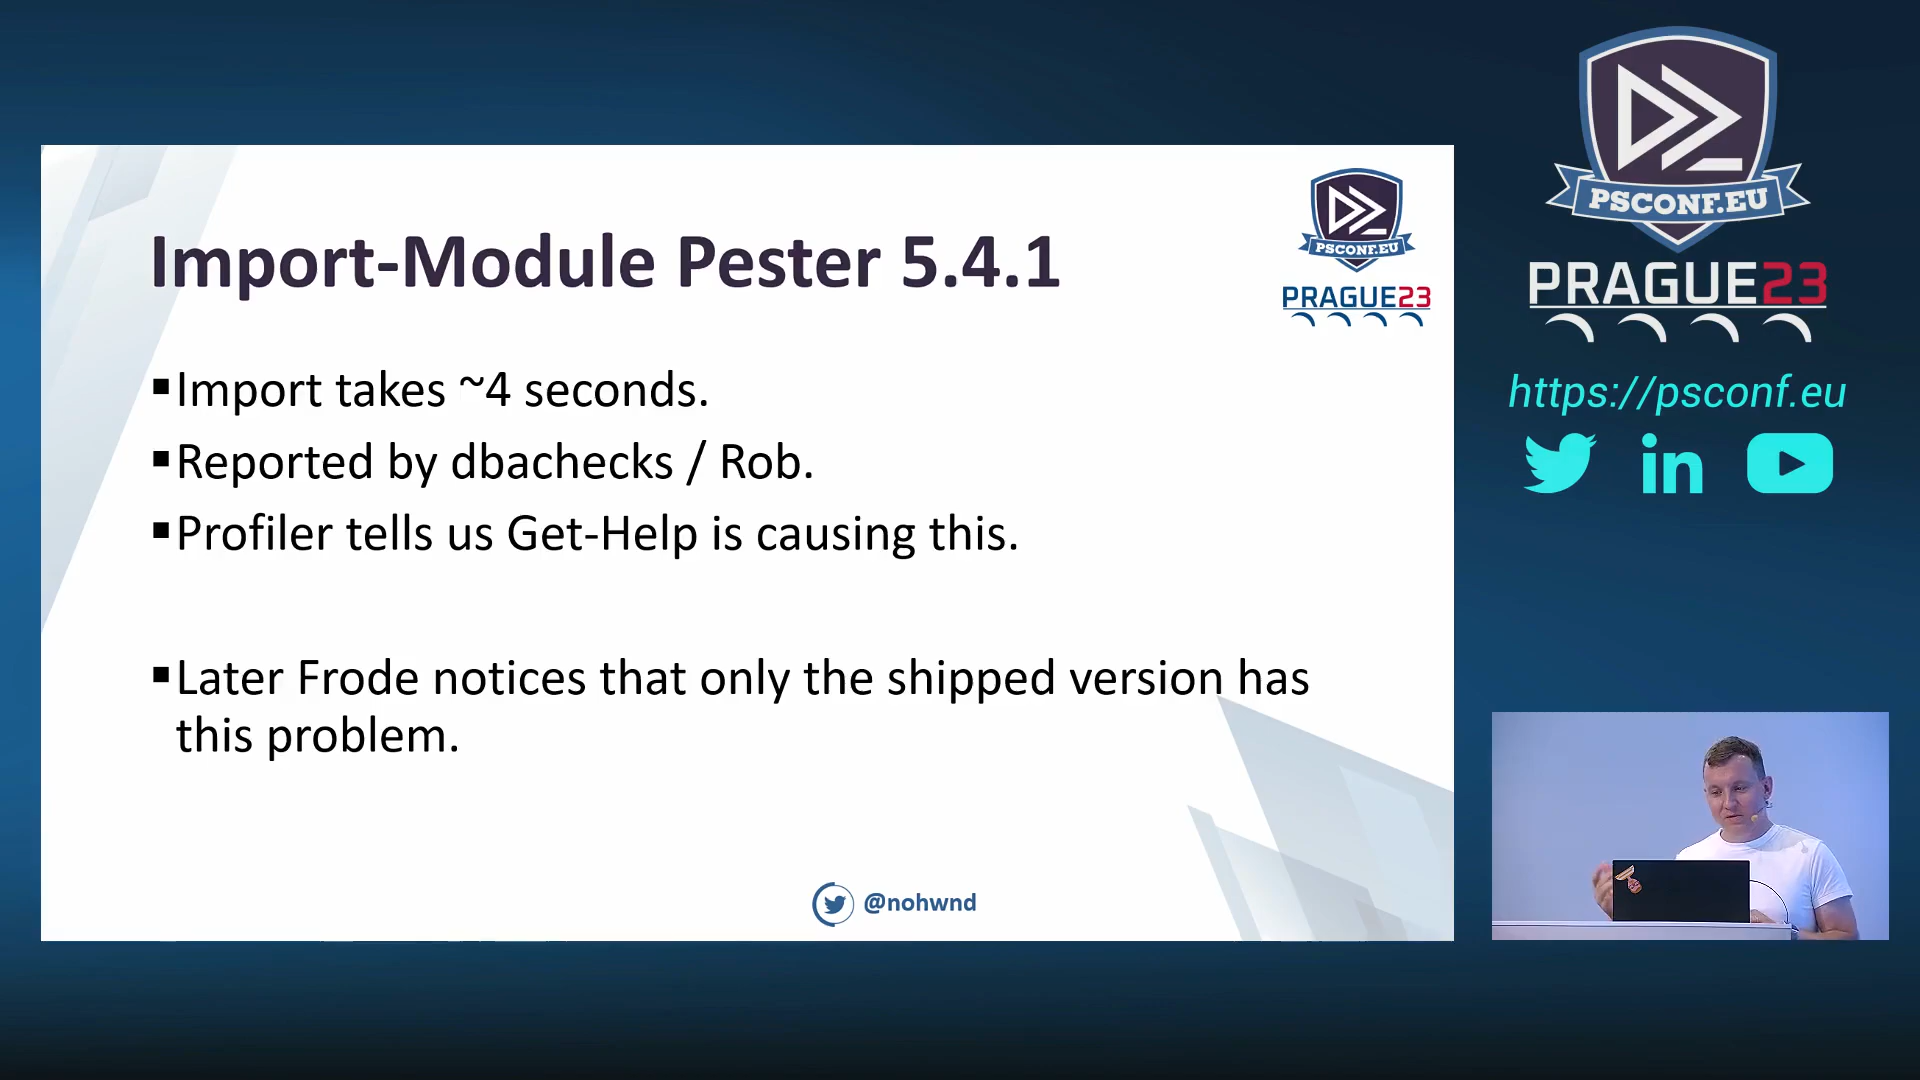 Import-Module Pester 5.4.1
PSCONF.EU
PRAGUE23
▪Import takes ~4 seconds.
▪Reported by dbachecks / Rob.
▪Profiler tells us Get-Help is causing this.
▪Later Frode notices that only the shipped version has
this problem.
@nohwnd
PSCONF.EU
PRAGUE23
https://psconf.eu
in